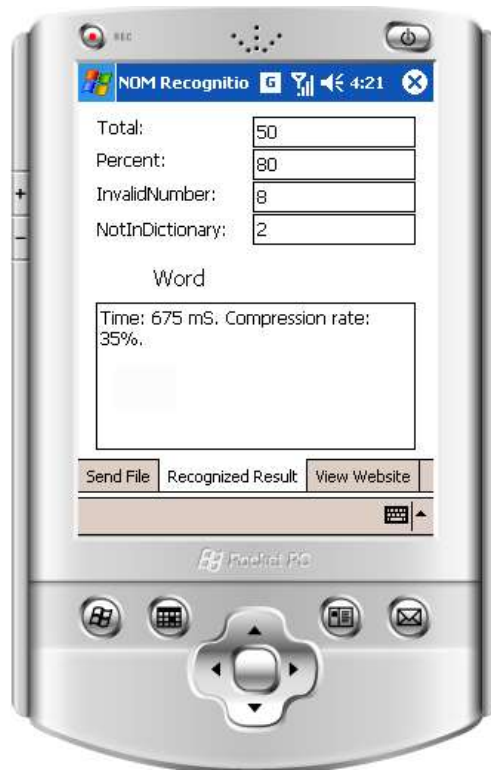 REC
NOM Recognitio G 4:21
Total: 50
Percent: 80
InvalidNumber: 8
NotInDictionary: 2
Word
Time: 675 mS. Compression rate:
35%.
Send File Recognized Result View Website
Pocket PC